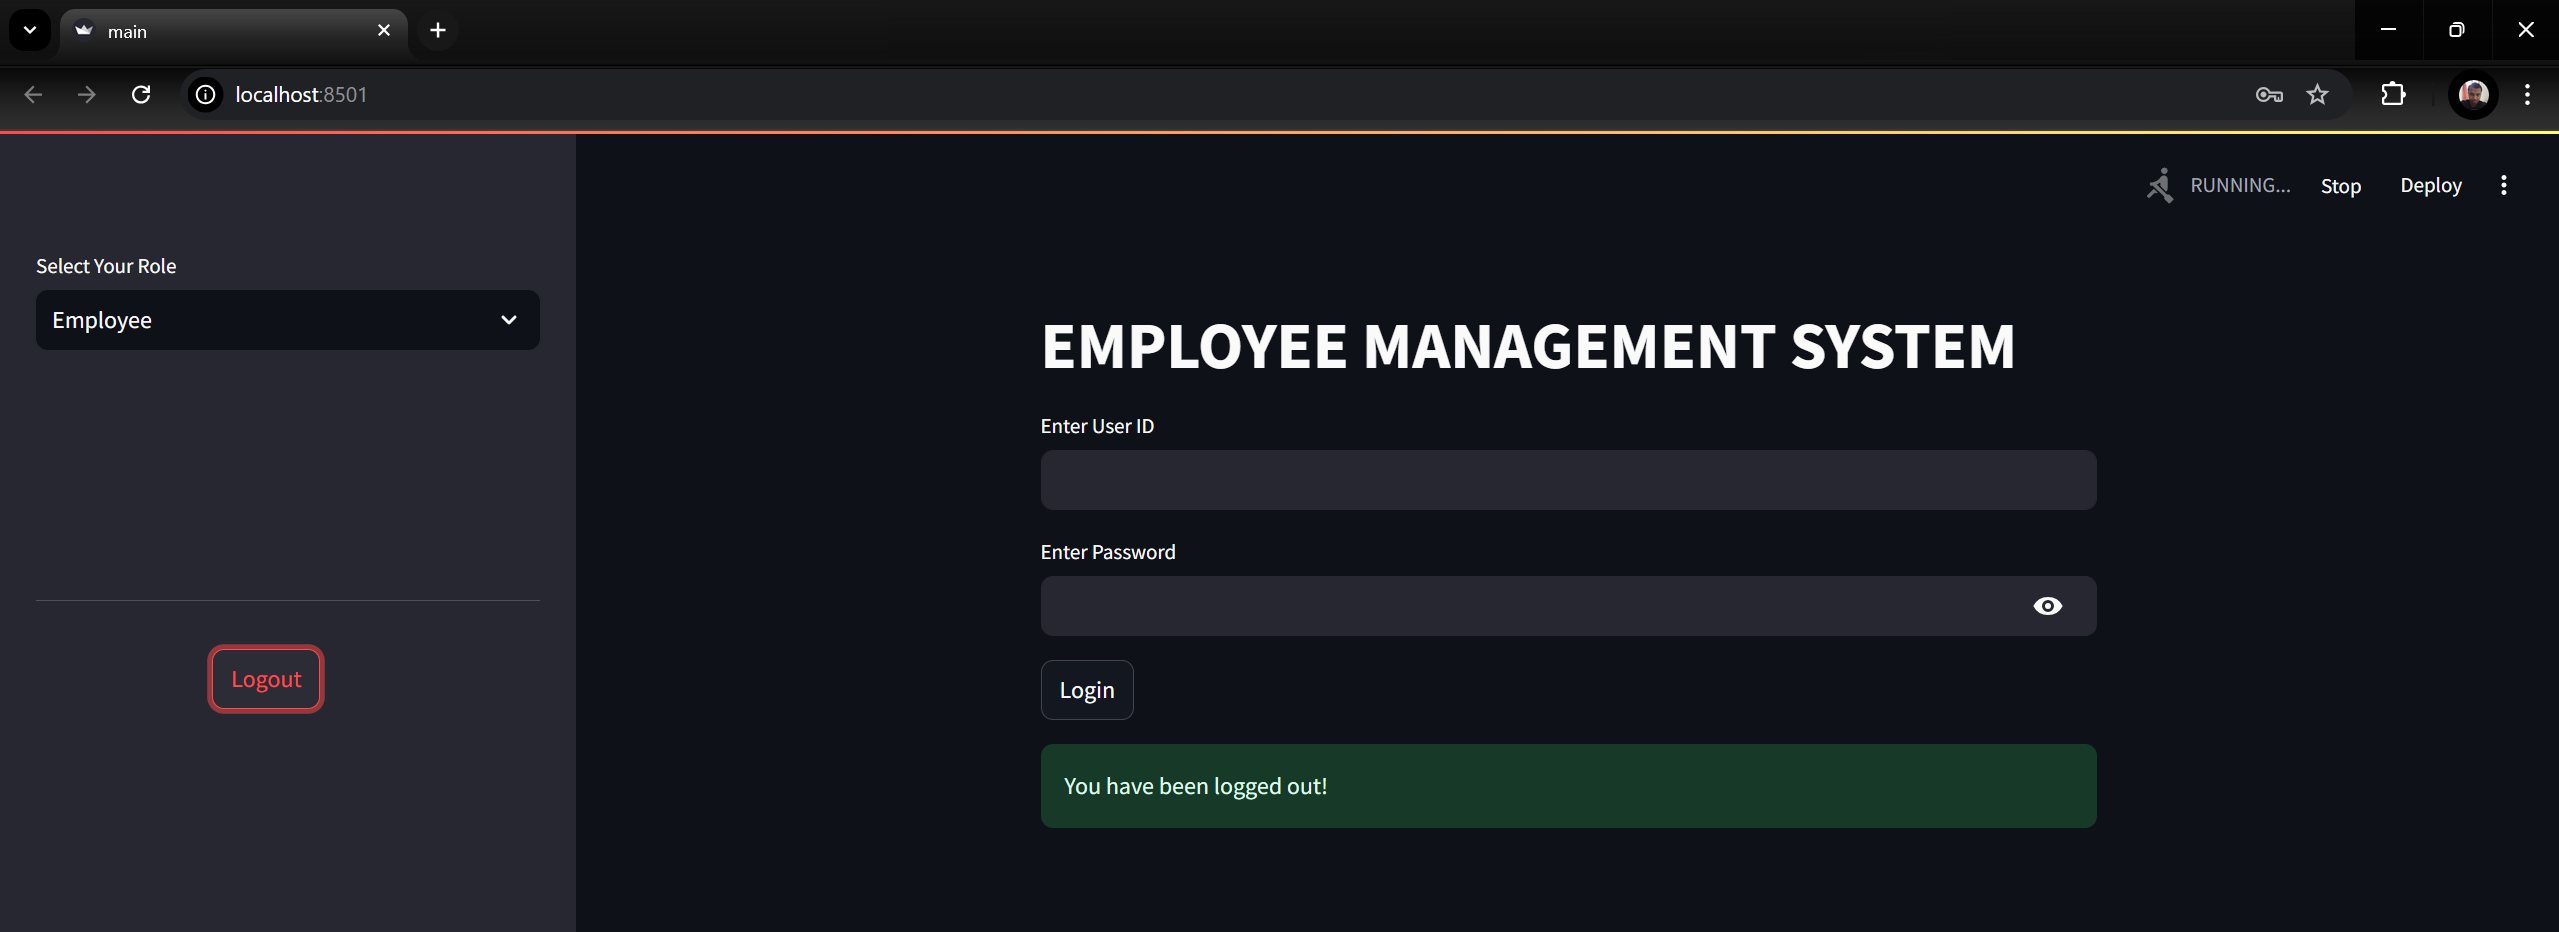 main
localhost:8501
RUNNING...
Stop
Deploy
Select Your Role
Employee
Logout
EMPLOYEE MANAGEMENT SYSTEM
Enter User ID
Enter Password
Login
You have been logged out!